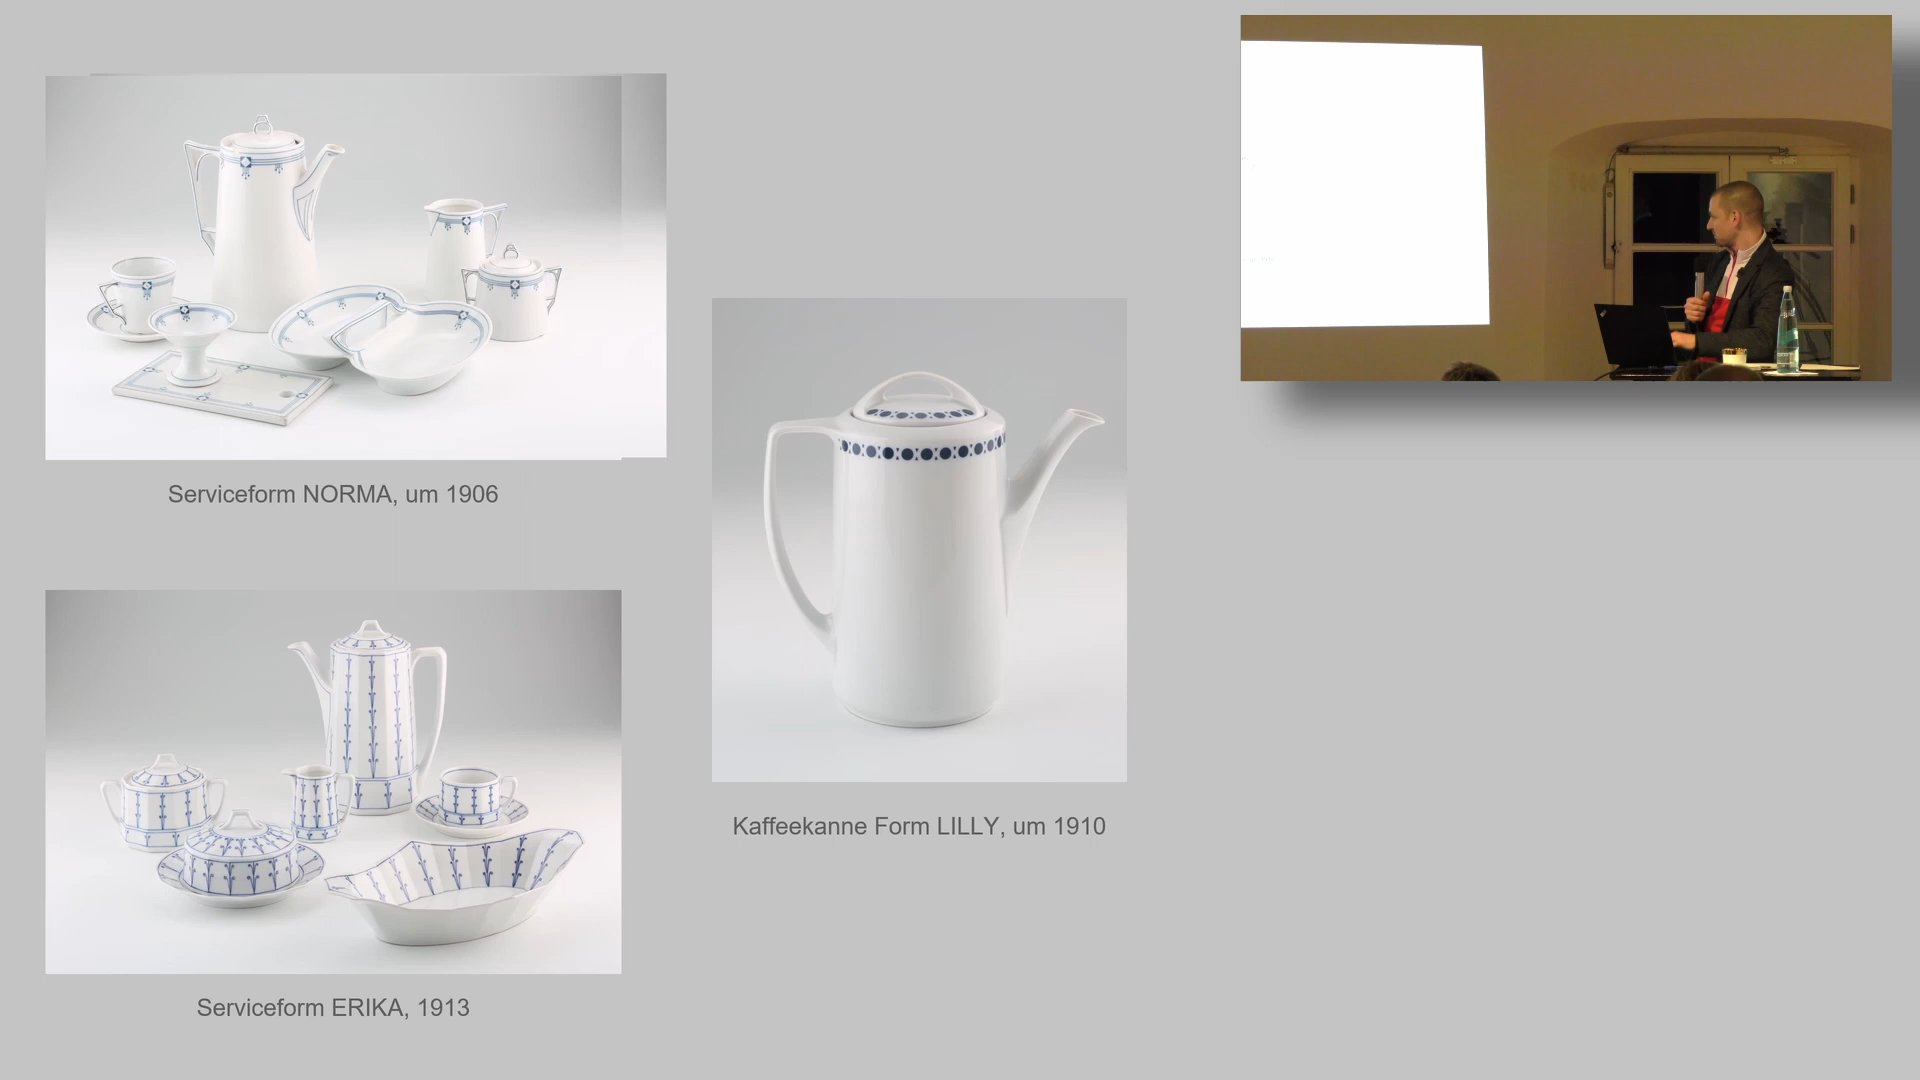 Serviceform NORMA, um 1906
Kaffeekanne Form LILLY, um 1910
Serviceform ERIKA, 1913